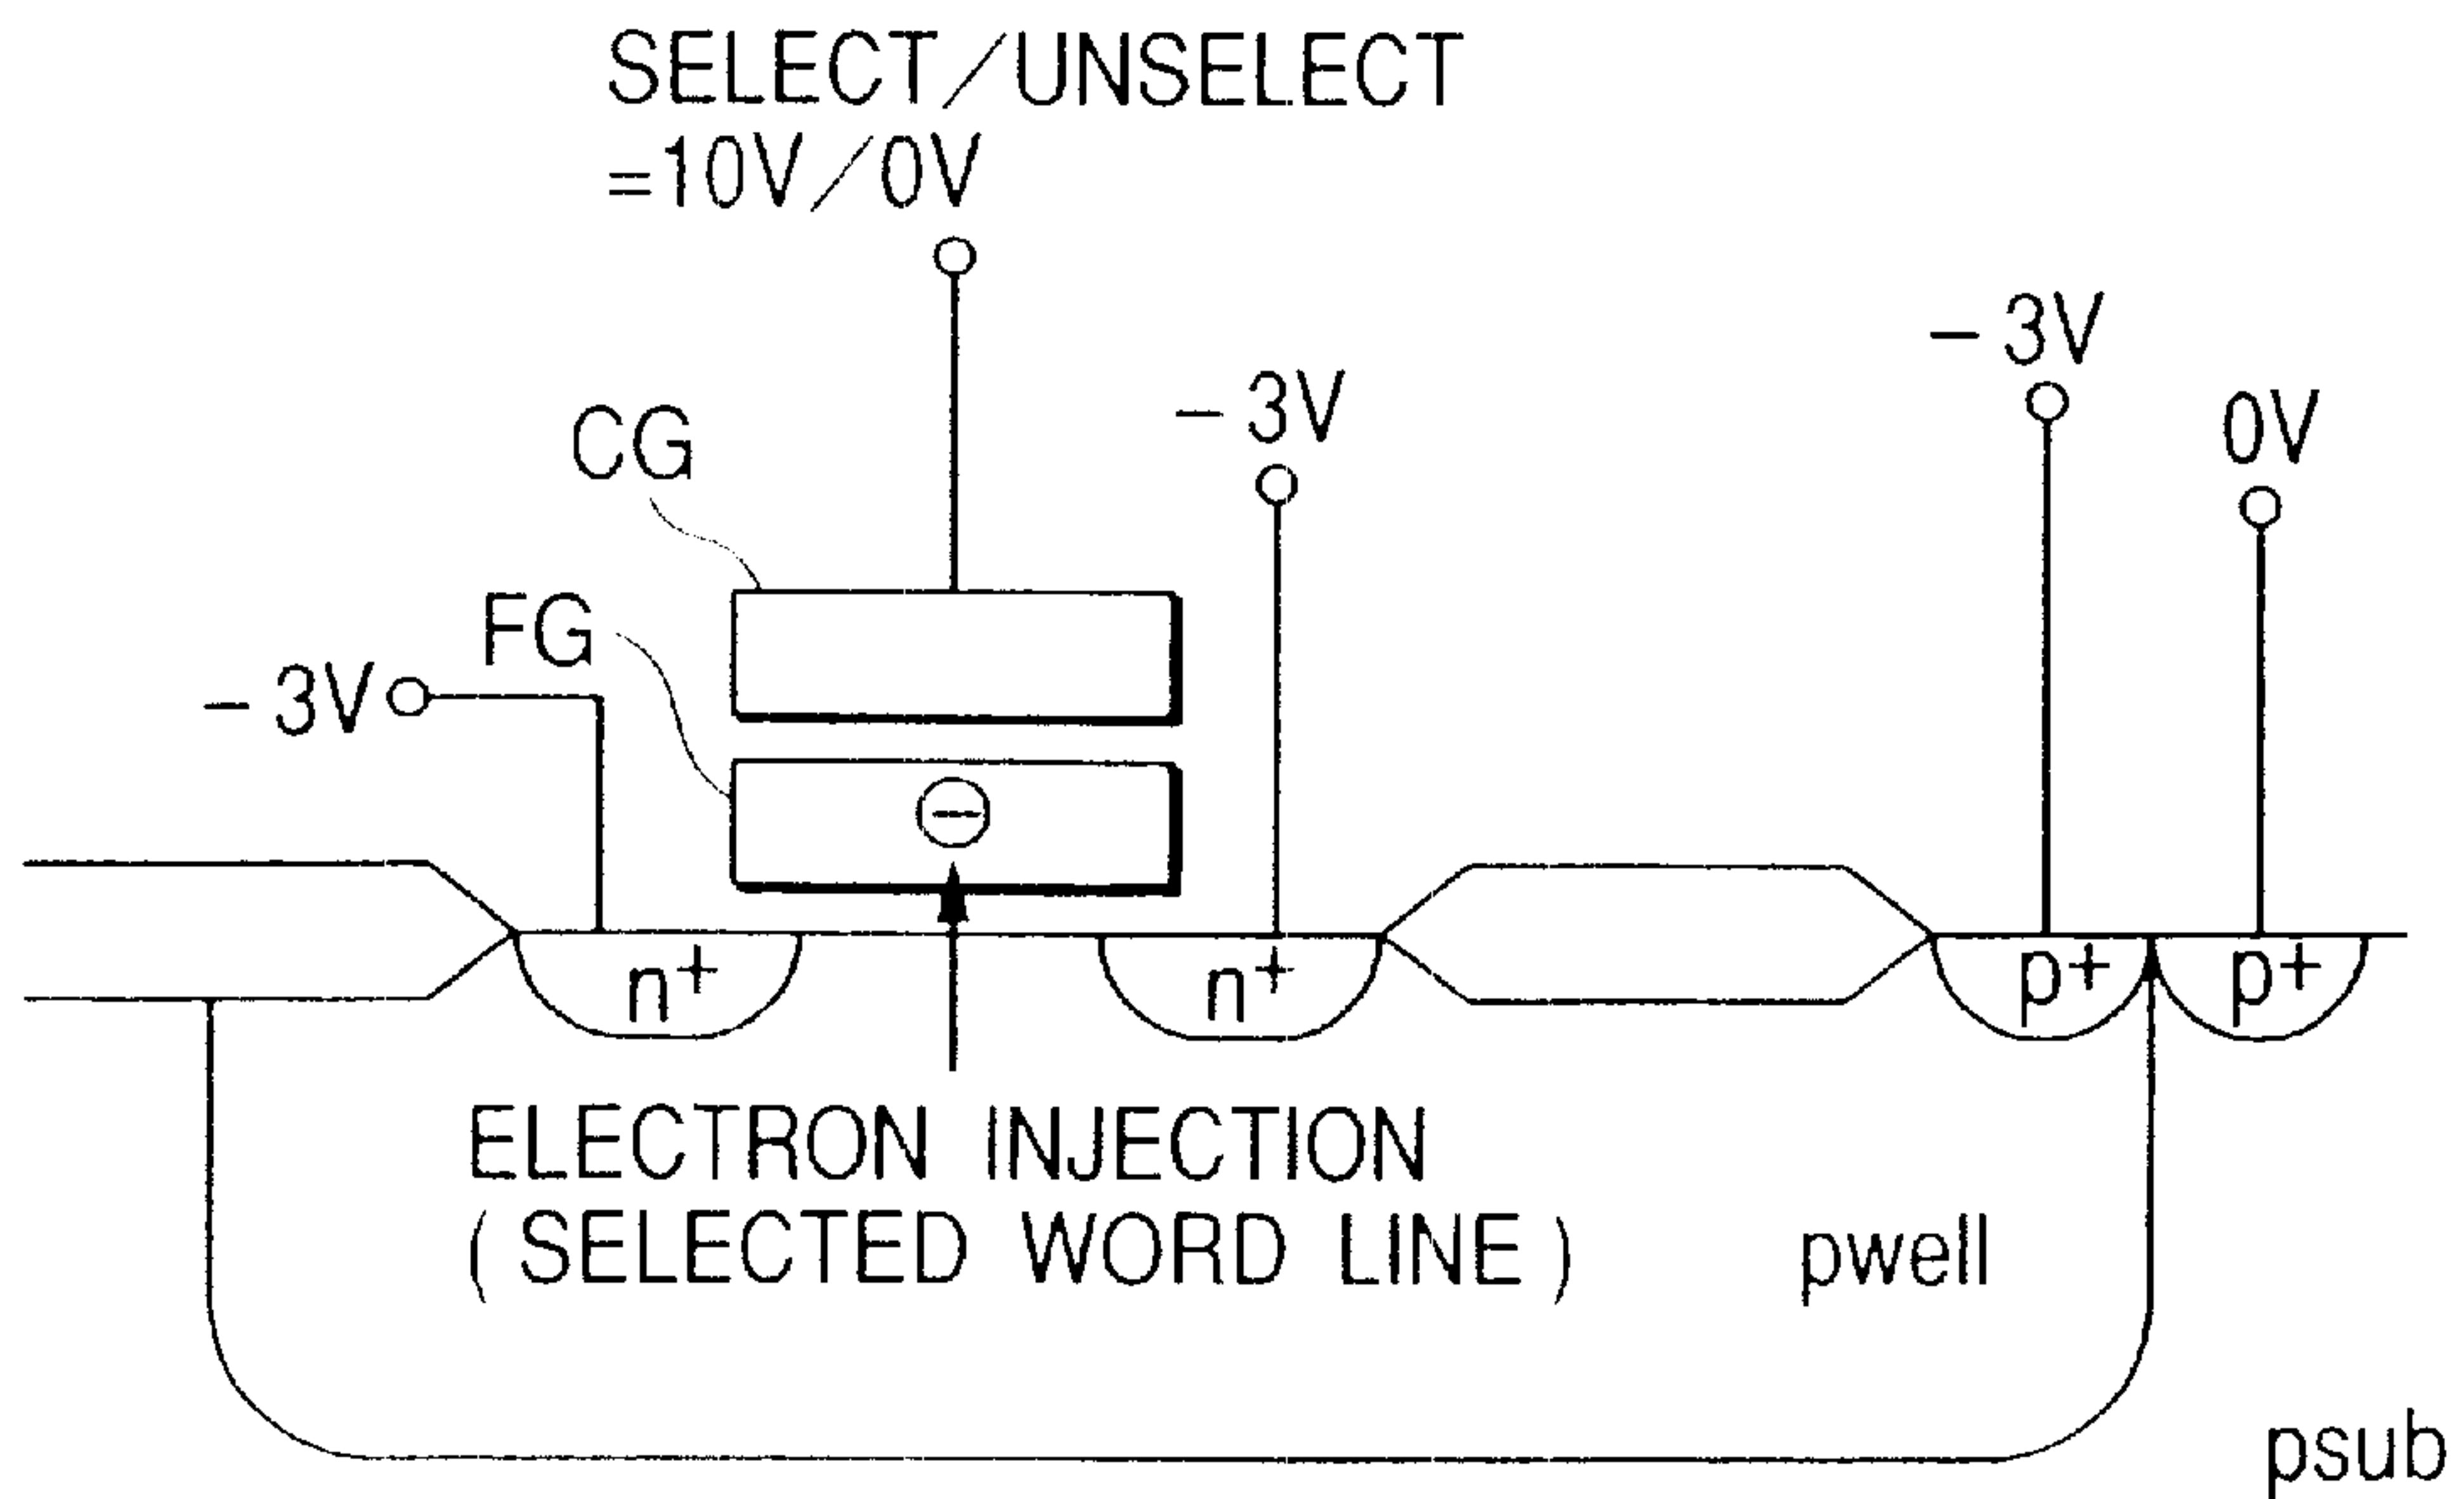 SELECT/UNSELECT
=10V/0V
-3V
-3V
0V
CG
FG
-3V
⊖
n+
n+
p+
p+
ELECTRON INJECTION
(SELECTED WORD LINE)
pwell
psub